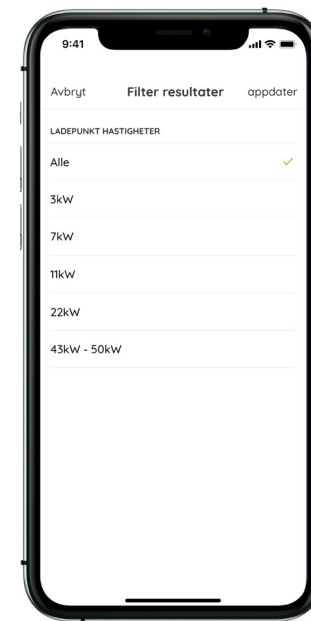 9:41
Avbryt Filter resultater appdater
LADEPUNKT HASTIGHETER
Alle
3kW
7kW
11kW
22kW
43kW - 50kW